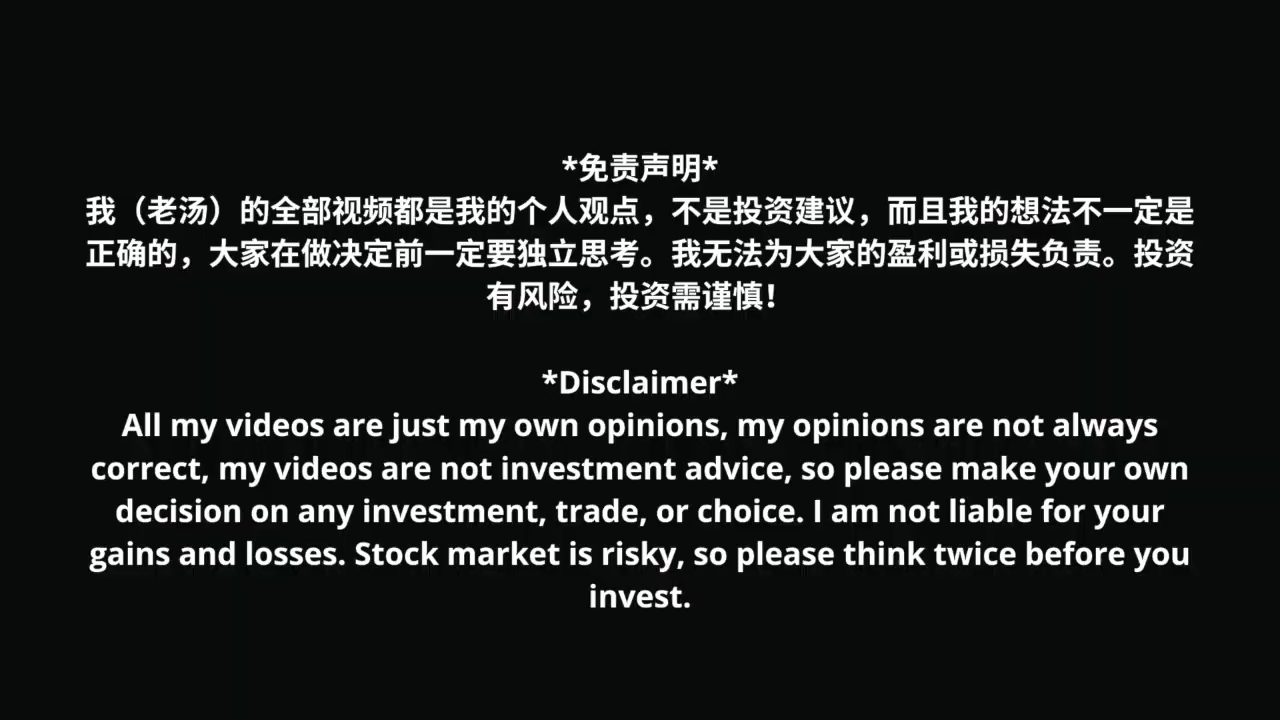 *免责声明*
我（老汤）的全部视频都是我的个人观点，不是投资建议，而且我的想法不一定是
正确的，大家在做决定前一定要独立思考。我无法为大家的盈利或损失负责。投资
有风险，投资需谨慎！
*Disclaimer*
All my videos are just my own opinions, my opinions are not always
correct, my videos are not investment advice, so please make your own
decision on any investment, trade, or choice. I am not liable for your
gains and losses. Stock market is risky, so please think twice before you
invest.